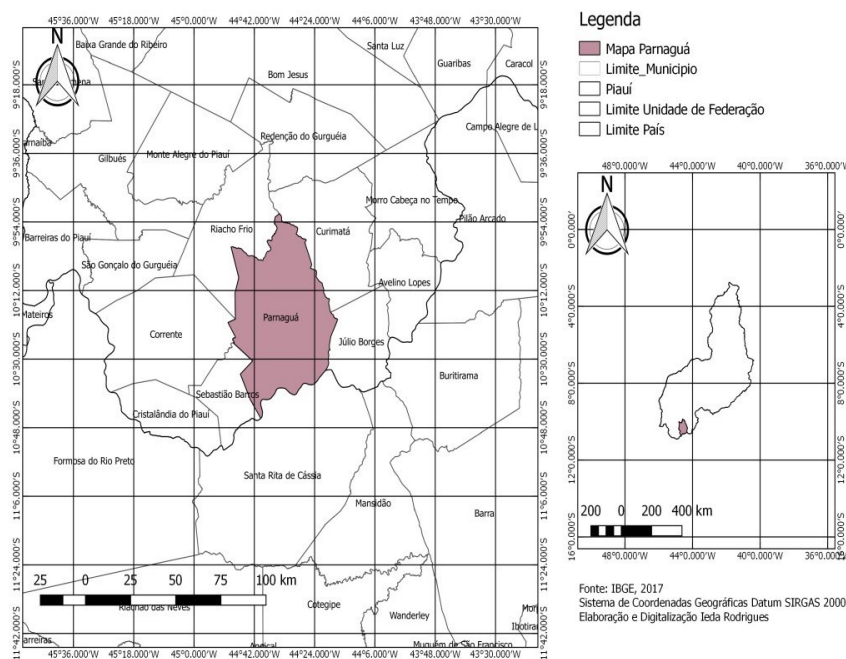 Legenda
Mapa Parnaguá
Limite_Municipio
Piauí
Limite Unidade de Federação
Limite País
45°36.000'W 45°18.000'W 45°0.000'W 44°42.000'W 44°24.000'W 44°6.000'W 43°48.000'W 43°30.000'W
N
Baixa Grande do Ribeiro
Santa Luz
Guaribas
Caracol
Bom Jesus
9°18.000'S
9°18.000'S
Redenção do Gurguéia
Campo Alegre de L
9°36.000'S
9°36.000'S
Gilbués
Monte Alegre do Piauí
Morro Cabeça no Tempo
Pilão Arcado
9°54.000'S
9°54.000'S
Riacho Frio
Curimatá
Barreiras do Piauí
São Gonçalo do Gurguéia
Avelino Lopes
10°12.000'S
10°12.000'S
Mateiros
Parnaguá
Corrente
Júlio Borges
10°30.000'S
10°30.000'S
Buritirama
Sebastião Barros
Cristalândia do Piauí
10°48.000'S
10°48.000'S
Formosa do Rio Preto
Santa Rita de Cássia
11°6.000'S
11°6.000'S
Mansidão
Barra
11°24.000'S
11°24.000'S
25 0 25 50 75 100 km
Riachão das Neves
Cotegipe
Wanderley
11°42.000'S
11°42.000'S
Muquém de São Francisco
45°36.000'W 45°18.000'W 45°0.000'W 44°42.000'W 44°24.000'W 44°6.000'W 43°48.000'W 43°30.000'W
48°0.000'W 44°0.000'W 40°0.000'W 36°0.000
N
0°0.000'
0°0.000'
4°0.000'S
4°0.000'S
8°0.000'S
8°0.000'S
12°0.000'S
12°0.000'S
200 0 200 400 km
16°0.000'S
16°0.000'S
48°0.000'W 44°0.000'W 40°0.000'W 36°0.000
Fonte: IBGE, 2017
Sistema de Coordenadas Geográficas Datum SIRGAS 2000
Elaboração e Digitalização Ieda Rodrigues